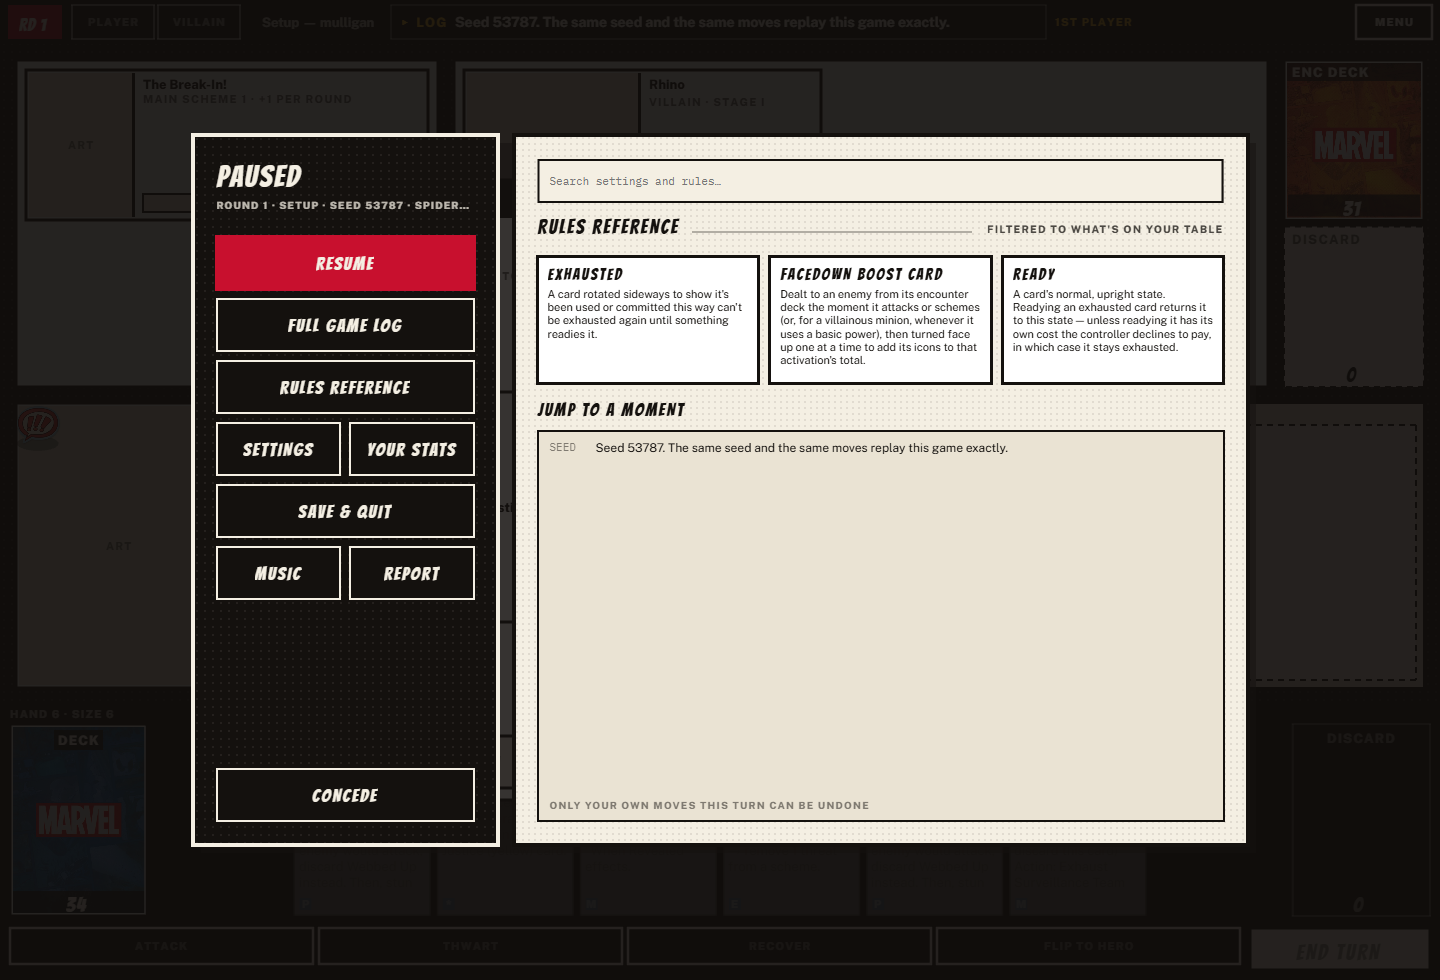 RD 1
PLAYER
VILLAIN
Setup — mulligan
LOG Seed 53787. The same seed and the same moves replay this game exactly.
1ST PLAYER
MENU
The Break-In!
MAIN SCHEME 1 · +1 PER ROUND
ART
Rhino
VILLAIN · STAGE I
ENC DECK
MARVEL
31
DISCARD
0
PAUSED
ROUND 1 · SETUP · SEED 53787 · SPIDER…
RESUME
FULL GAME LOG
RULES REFERENCE
SETTINGS
YOUR STATS
SAVE & QUIT
MUSIC
REPORT
CONCEDE
Search settings and rules…
RULES REFERENCE
FILTERED TO WHAT'S ON YOUR TABLE
EXHAUSTED
A card rotated sideways to show it's
been used or committed this way can't
be exhausted again until something
readies it.
FACEDOWN BOOST CARD
Dealt to an enemy from its encounter
deck the moment it attacks or schemes
(or, for a villainous minion, whenever it
uses a basic power), then turned face
up one at a time to add its icons to that
activation's total.
READY
A card's normal, upright state.
Readying an exhausted card returns it
to this state — unless readying it has its
own cost the controller declines to pay,
in which case it stays exhausted.
JUMP TO A MOMENT
SEED Seed 53787. The same seed and the same moves replay this game exactly.
ONLY YOUR OWN MOVES THIS TURN CAN BE UNDONE
ART
HAND 6 · SIZE 6
DECK
MARVEL
34
DISCARD
0
ATTACK
THWART
RECOVER
FLIP TO HERO
END TURN